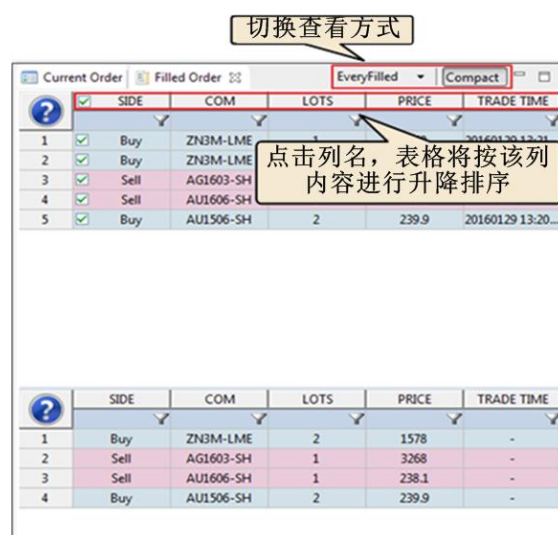 切换查看方式
Current Order Filled Order EveryFilled Compact
SIDE COM LOTS PRICE TRADE TIME
1 Buy ZN3M-LME
2 Buy ZN3M-LME
3 Sell AG1603-SH
4 Sell AU1606-SH
5 Buy AU1506-SH 2 239.9 20160129 13:20...
点击列名，表格将按该列
内容进行升降排序
SIDE COM LOTS PRICE TRADE TIME
1 Buy ZN3M-LME 2 1578 -
2 Sell AG1603-SH 1 3268 -
3 Sell AU1606-SH 1 238.1 -
4 Buy AU1506-SH 2 239.9 -